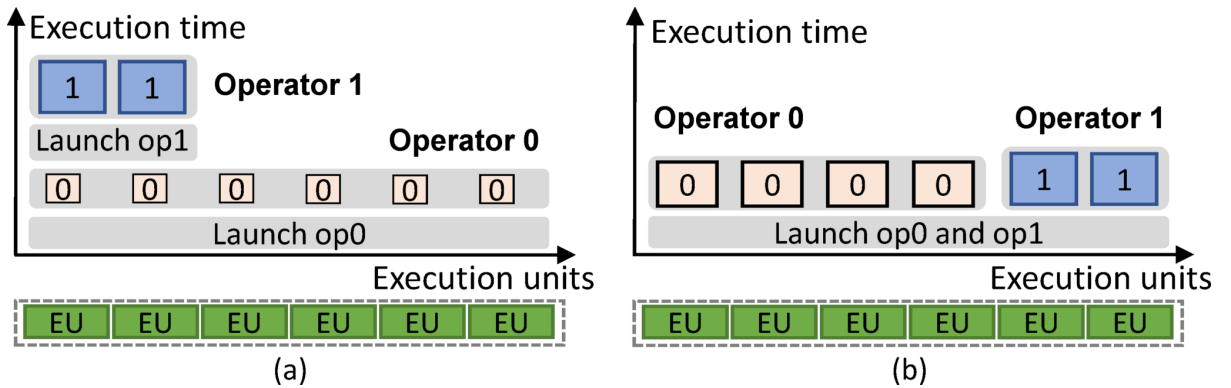 Execution time
1 1
Operator 1
Launch op1
Operator 0
0 0 0 0 0 0
Launch op0
Execution units
EU EU EU EU EU EU
(a)
Execution time
Operator 0
Operator 1
0 0 0 0
1 1
Launch op0 and op1
Execution units
EU EU EU EU EU EU
(b)